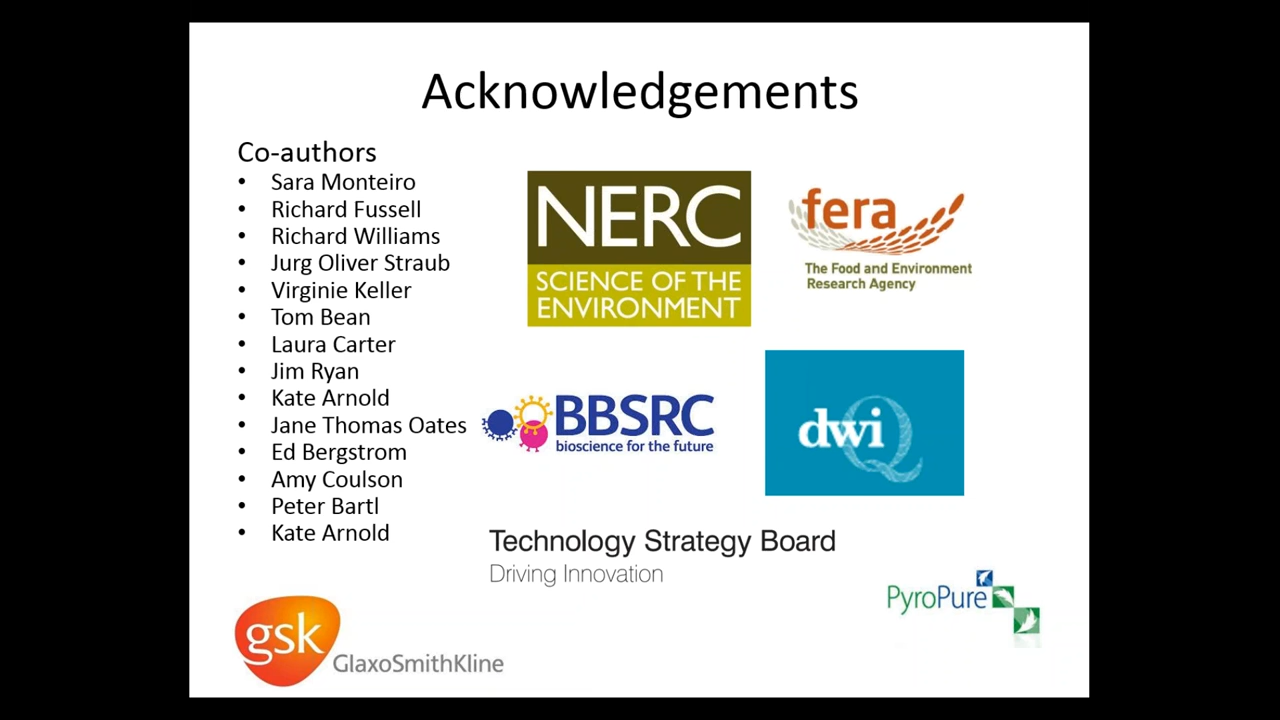 Acknowledgements
Co-authors
• Sara Monteiro
• Richard Fussell
• Richard Williams
• Jurg Oliver Straub
• Virginie Keller
• Tom Bean
• Laura Carter
• Jim Ryan
• Kate Arnold
• Jane Thomas Oates
• Ed Bergstrom
• Amy Coulson
• Peter Bartl
• Kate Arnold
NERC
SCIENCE OF THE
ENVIRONMENT
fera
The Food and Environment
Research Agency
BBSRC
bioscience for the future
dwi
Q
Technology Strategy Board
Driving Innovation
PyroPure
gsk
GlaxoSmithKline